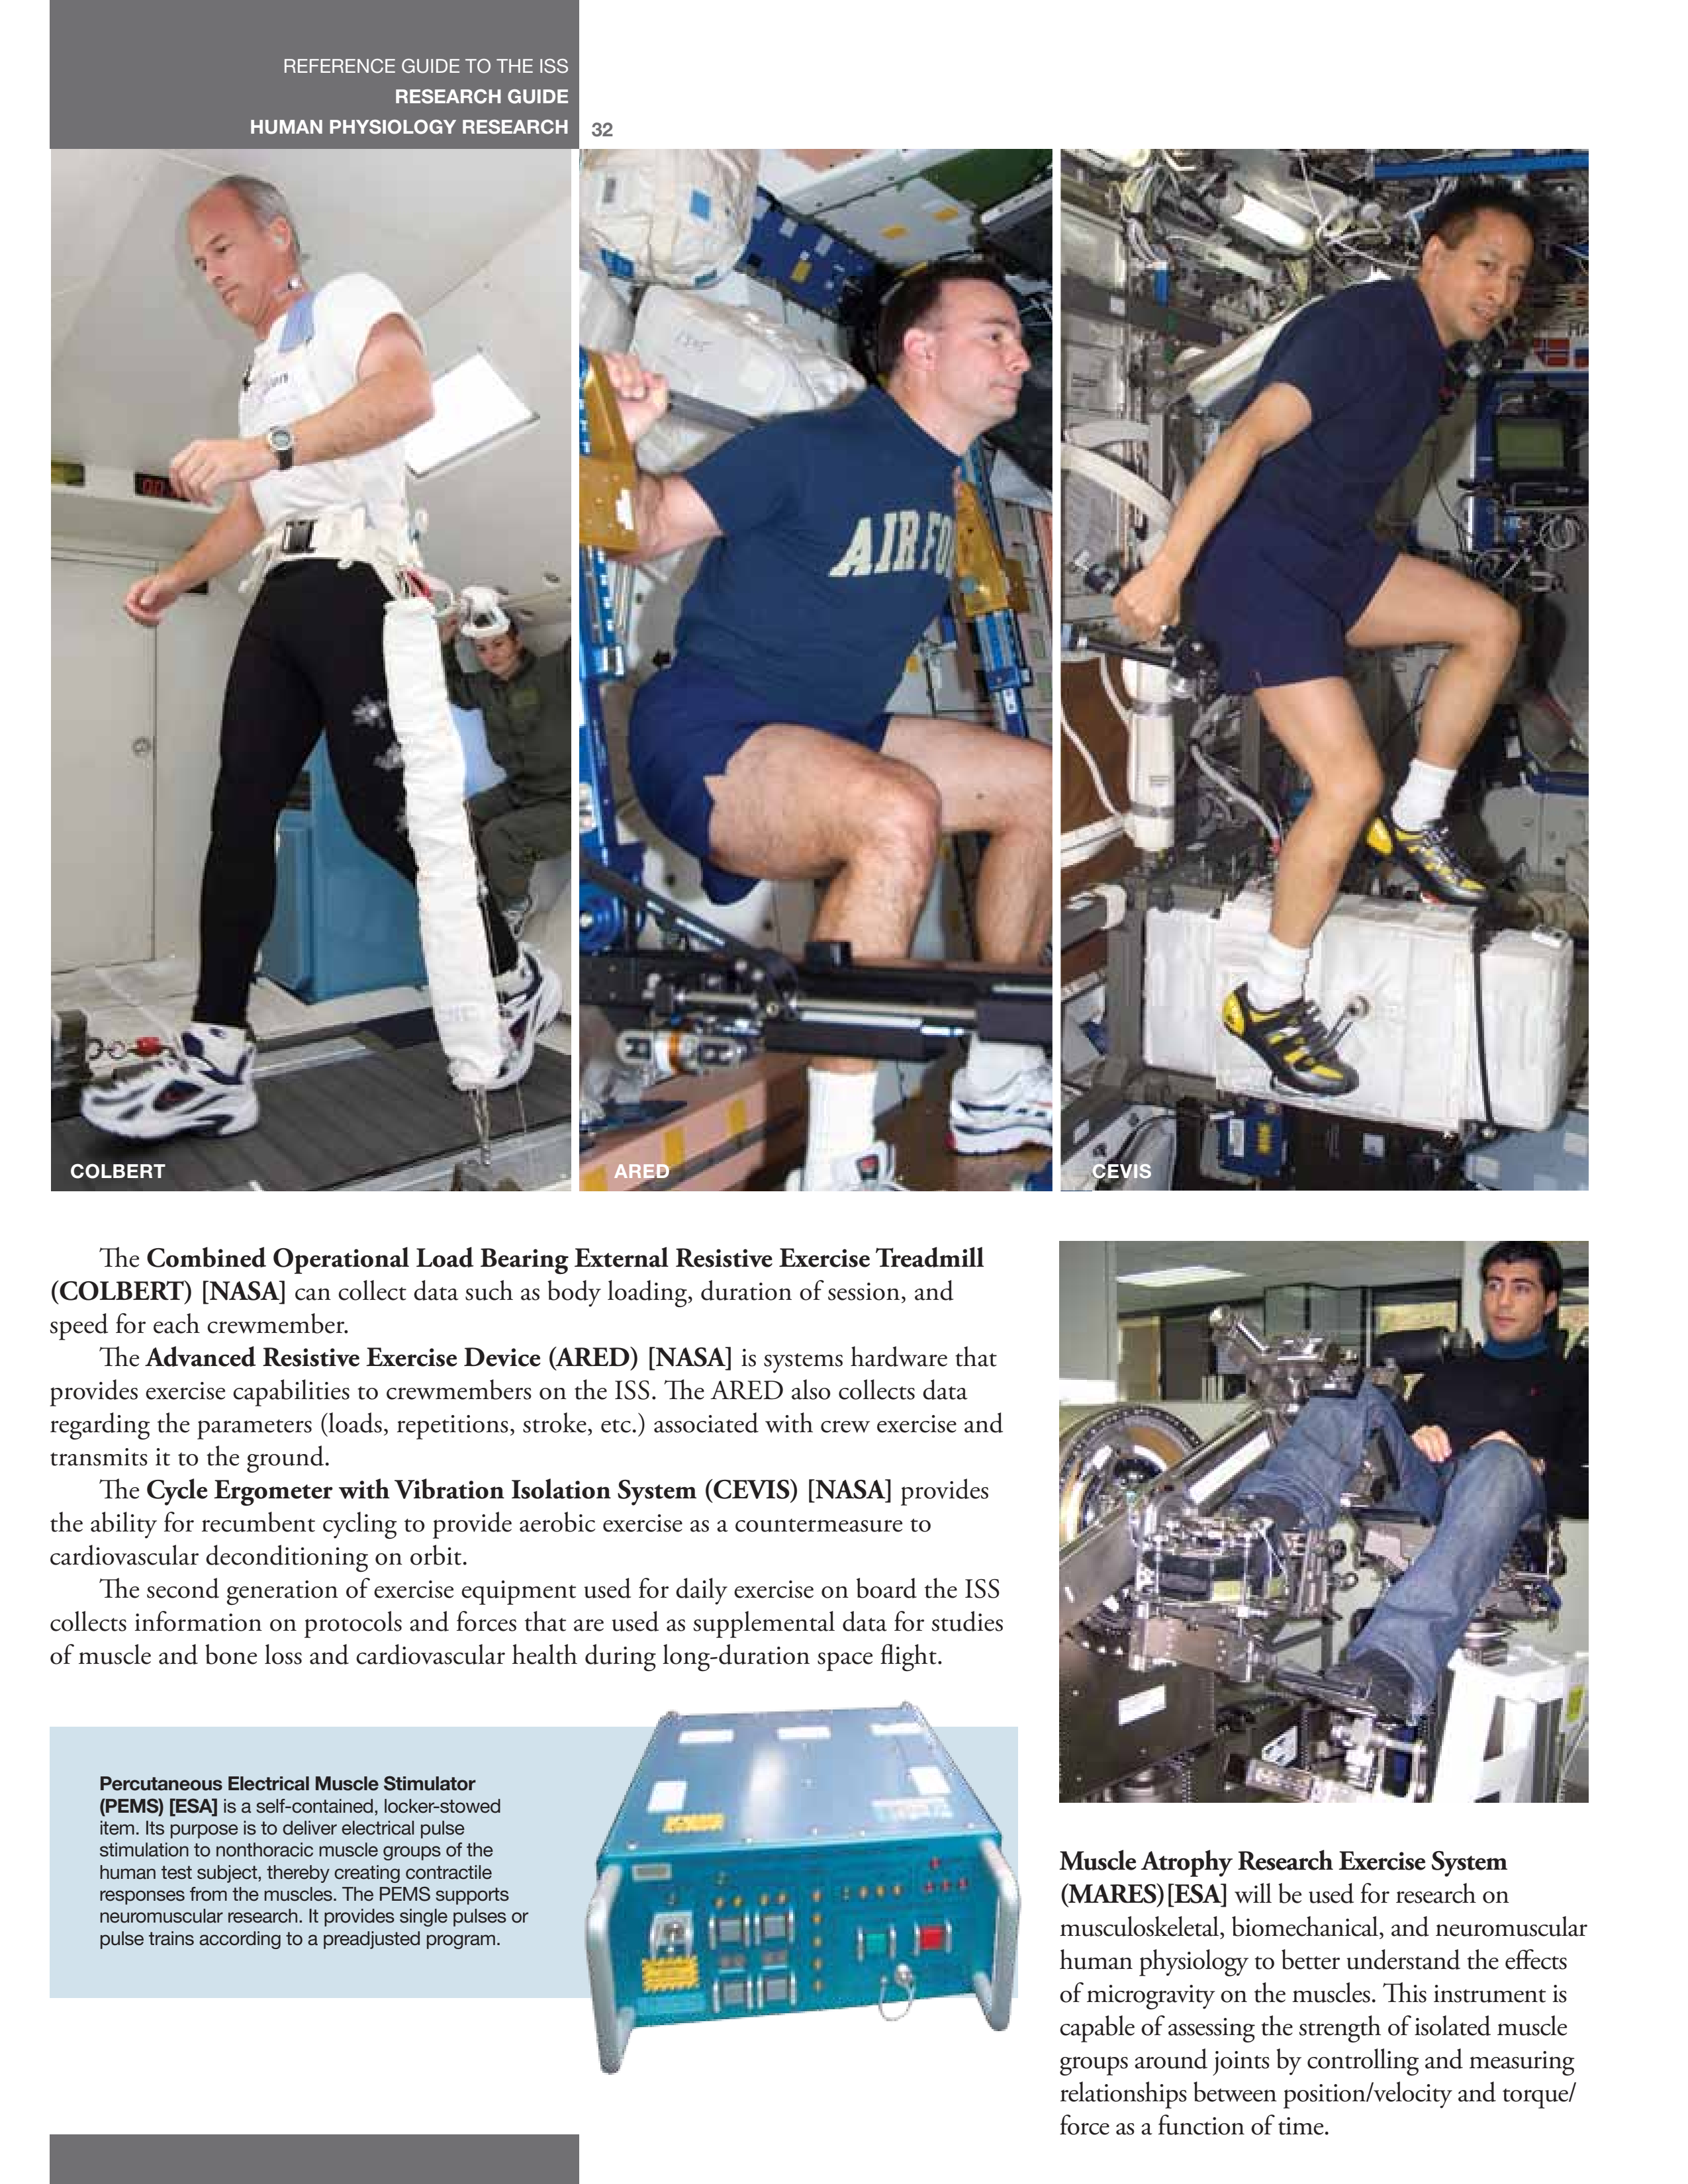 REFERENCE GUIDE TO THE ISS
RESEARCH GUIDE
HUMAN PHYSIOLOGY RESEARCH 32
AIR FO
COLBERT
ARED
CEVIS
The Combined Operational Load Bearing External Resistive Exercise Treadmill
(COLBERT) [NASA] can collect data such as body loading, duration of session, and
speed for each crewmember.
The Advanced Resistive Exercise Device (ARED) [NASA] is systems hardware that
provides exercise capabilities to crewmembers on the ISS. The ARED also collects data
regarding the parameters (loads, repetitions, stroke, etc.) associated with crew exercise and
transmits it to the ground.
The Cycle Ergometer with Vibration Isolation System (CEVIS) [NASA] provides
the ability for recumbent cycling to provide aerobic exercise as a countermeasure to
cardiovascular deconditioning on orbit.
The second generation of exercise equipment used for daily exercise on board the ISS
collects information on protocols and forces that are used as supplemental data for studies
of muscle and bone loss and cardiovascular health during long-duration space flight.
Percutaneous Electrical Muscle Stimulator
(PEMS) [ESA] is a self-contained, locker-stowed
item. Its purpose is to deliver electrical pulse
stimulation to nonthoracic muscle groups of the
human test subject, thereby creating contractile
responses from the muscles. The PEMS supports
neuromuscular research. It provides single pulses or
pulse trains according to a preadjusted program.
Muscle Atrophy Research Exercise System
(MARES)[ESA] will be used for research on
musculoskeletal, biomechanical, and neuromuscular
human physiology to better understand the effects
of microgravity on the muscles. This instrument is
capable of assessing the strength of isolated muscle
groups around joints by controlling and measuring
relationships between position/velocity and torque/
force as a function of time.